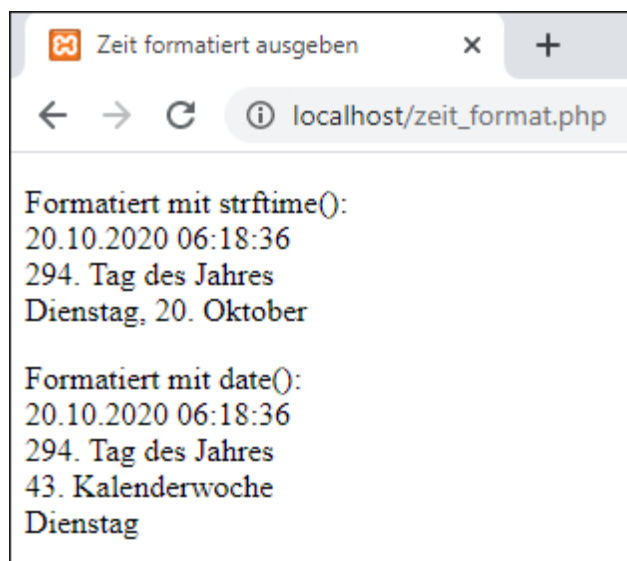 Zeit formatiert ausgeben
localhost/zeit_format.php
Formatiert mit strftime():
20.10.2020 06:18:36
294. Tag des Jahres
Dienstag, 20. Oktober
Formatiert mit date():
20.10.2020 06:18:36
294. Tag des Jahres
43. Kalenderwoche
Dienstag